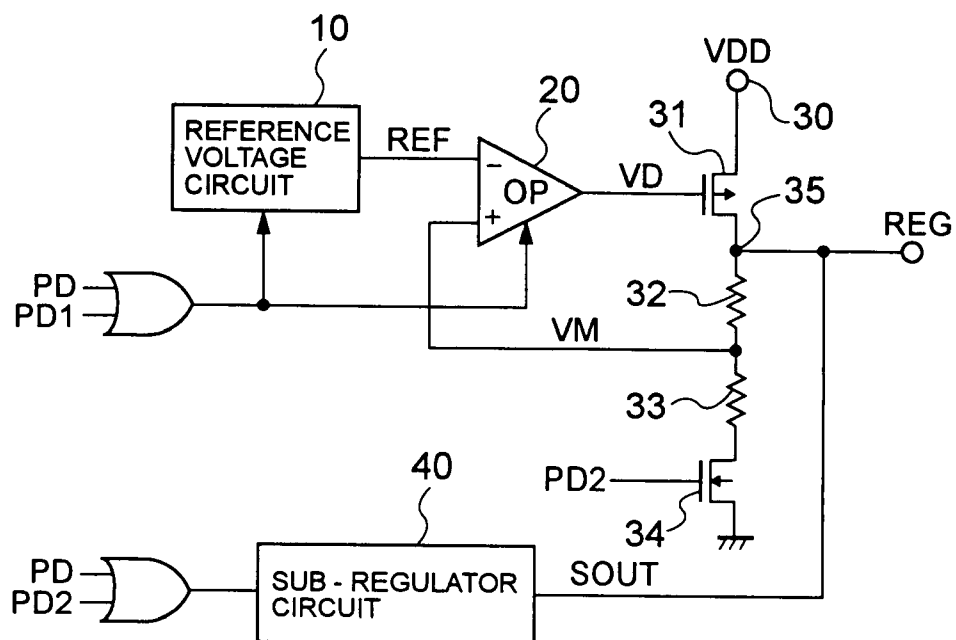 10
VDD
20
31
30
REFERENCE
VOLTAGE
CIRCUIT
REF
−
OP
+
VD
35
REG
PD
PD1
32
VM
33
40
PD2
34
PD
PD2
SUB - REGULATOR
CIRCUIT
SOUT